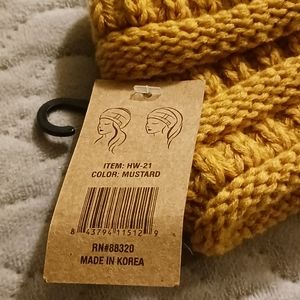 ITEM: HW-21
COLOR: MUSTARD
8 43794 11512 9
RN#88320
MADE IN KOREA